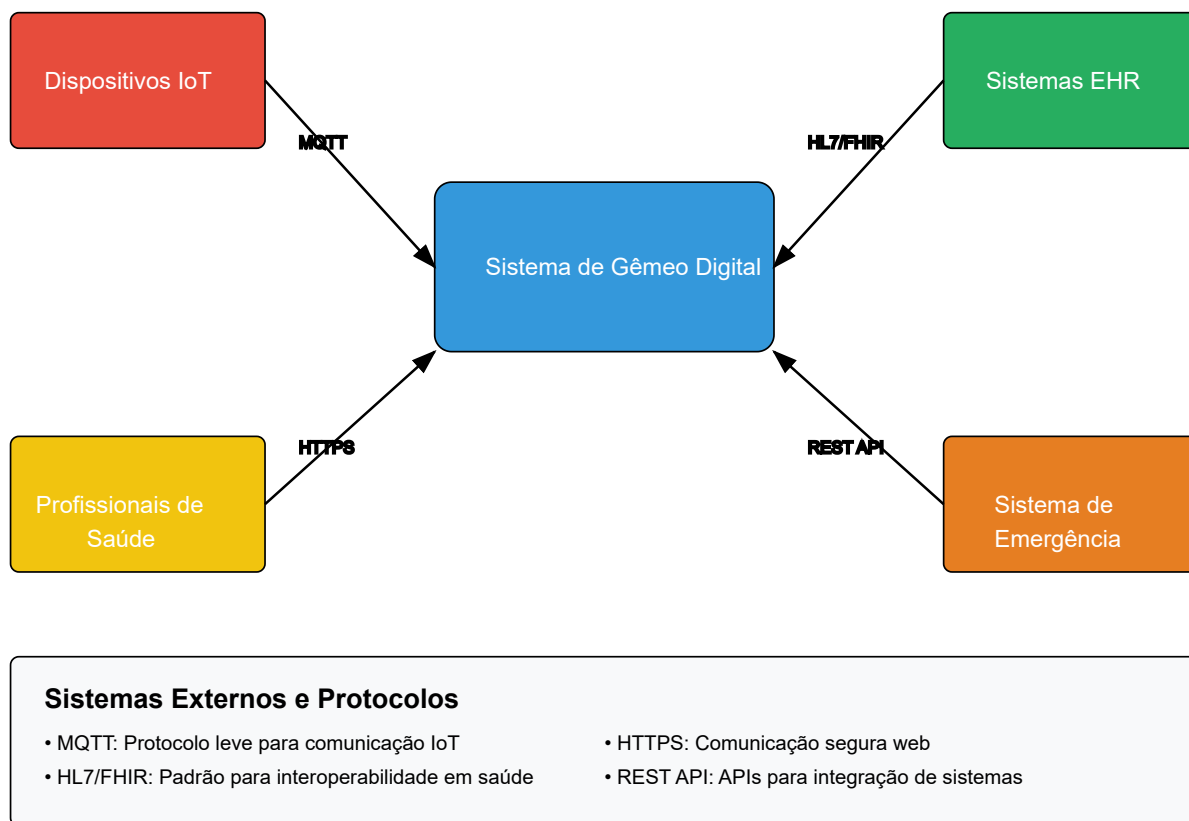 Dispositivos IoT
Sistemas EHR
MQTT
HL7/FHIR
Sistema de Gêmeo Digital
HTTPS
REST API
Profissionais de
Saúde
Sistema de
Emergência
Sistemas Externos e Protocolos
• MQTT: Protocolo leve para comunicação IoT
• HTTPS: Comunicação segura web
• HL7/FHIR: Padrão para interoperabilidade em saúde
• REST API: APIs para integração de sistemas